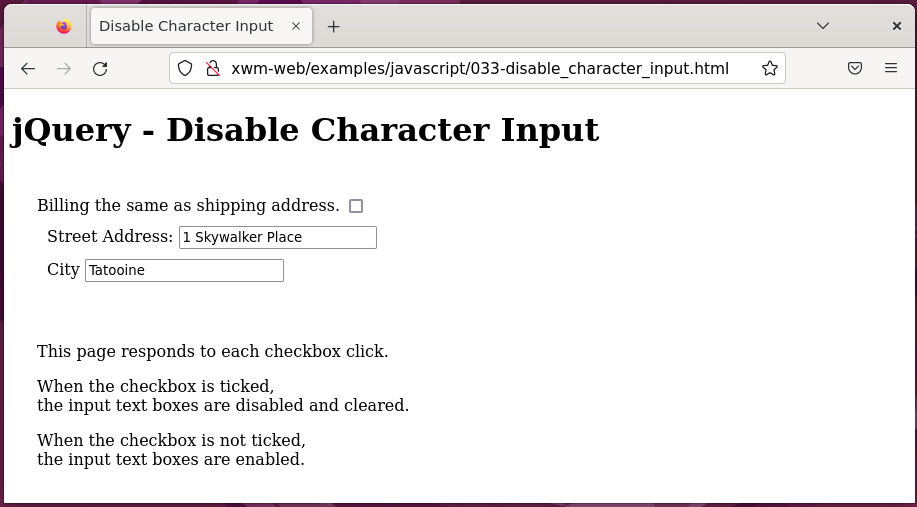 Disable Character Input
xwm-web/examples/javascript/033-disable_character_input.html
jQuery - Disable Character Input
Billing the same as shipping address.
Street Address: 1 Skywalker Place
City Tatooine
This page responds to each checkbox click.
When the checkbox is ticked,
the input text boxes are disabled and cleared.
When the checkbox is not ticked,
the input text boxes are enabled.